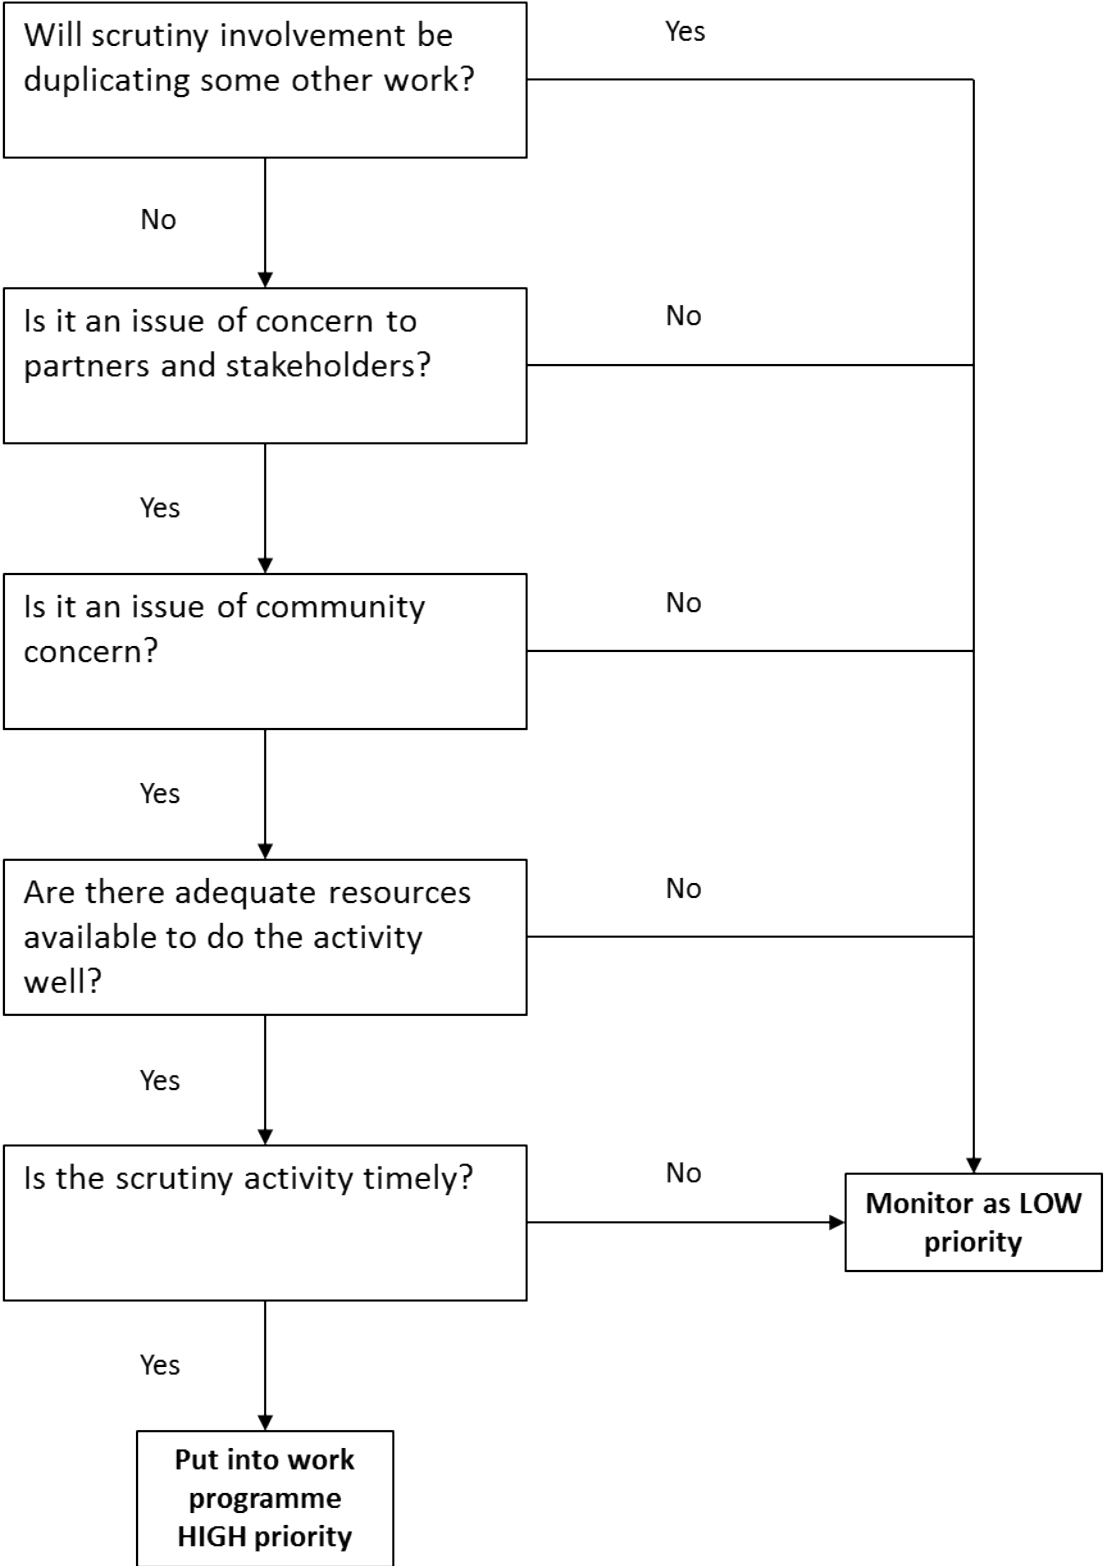 Will scrutiny involvement be
duplicating some other work?
Yes
No
Is it an issue of concern to
partners and stakeholders?
No
Yes
Is it an issue of community
concern?
No
Yes
Are there adequate resources
available to do the activity
well?
No
Yes
Is the scrutiny activity timely?
No
Monitor as LOW
priority
Yes
Put into work
programme
HIGH priority